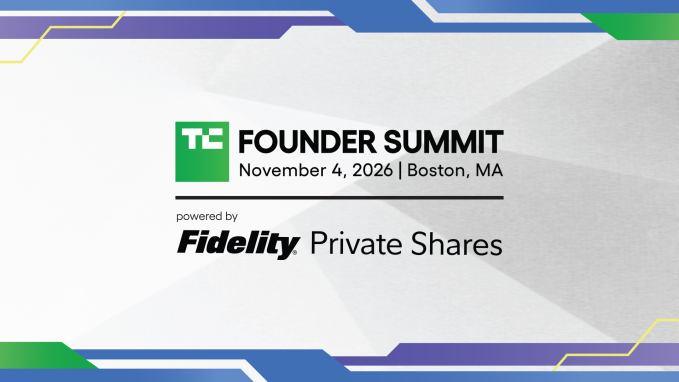 TC FOUNDER SUMMIT
November 4, 2026 | Boston, MA
powered by
Fidelity® Private Shares